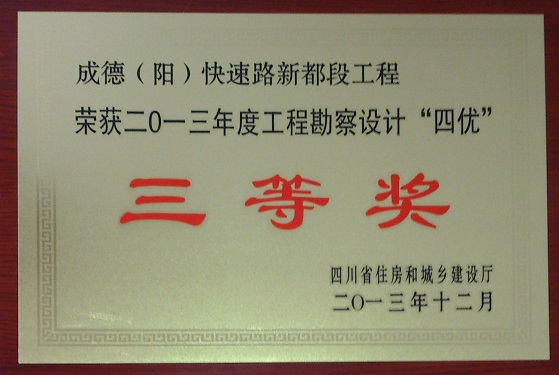 成德（阳）快速路新都段工程
荣获二〇一三年度工程勘察设计“四优”
三等奖
四川省住房和城乡建设厅
二〇一三年十二月